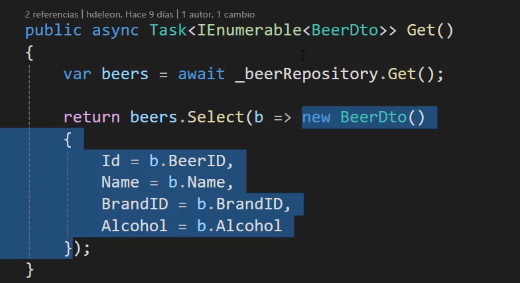 2 referencias | hdeleon, Hace 9 días | 1 autor, 1 cambio
public async Task<IEnumerable<BeerDto>> Get()
{
var beers = await _beerRepository.Get();
return beers.Select(b => new BeerDto()
{
Id = b.BeerID,
Name = b.Name,
BrandID = b.BrandID,
Alcohol = b.Alcohol
});
}